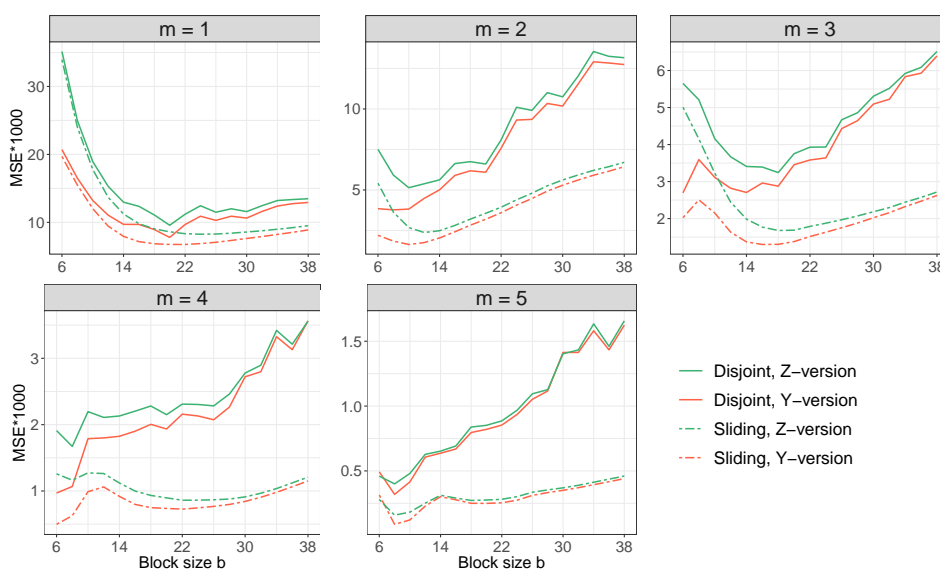 m = 1
m = 2
m = 3
MSE*1000
30
20
10
10
5
6
5
4
3
2
6 14 22 30 38
6 14 22 30 38
6 14 22 30 38
m = 4
m = 5
MSE*1000
3
2
1
1.5
1.0
0.5
6 14 22 30 38
6 14 22 30 38
Block size b
Block size b
Disjoint, Z−version
Disjoint, Y−version
Sliding, Z−version
Sliding, Y−version